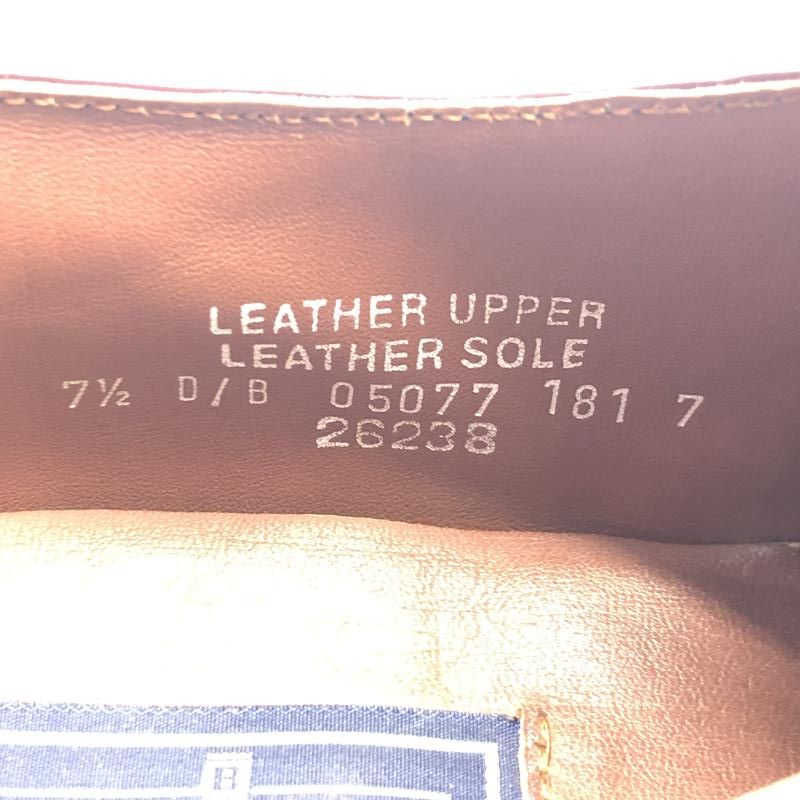 LEATHER UPPER
LEATHER SOLE
7½ D/B 05077 181 7
26238
B